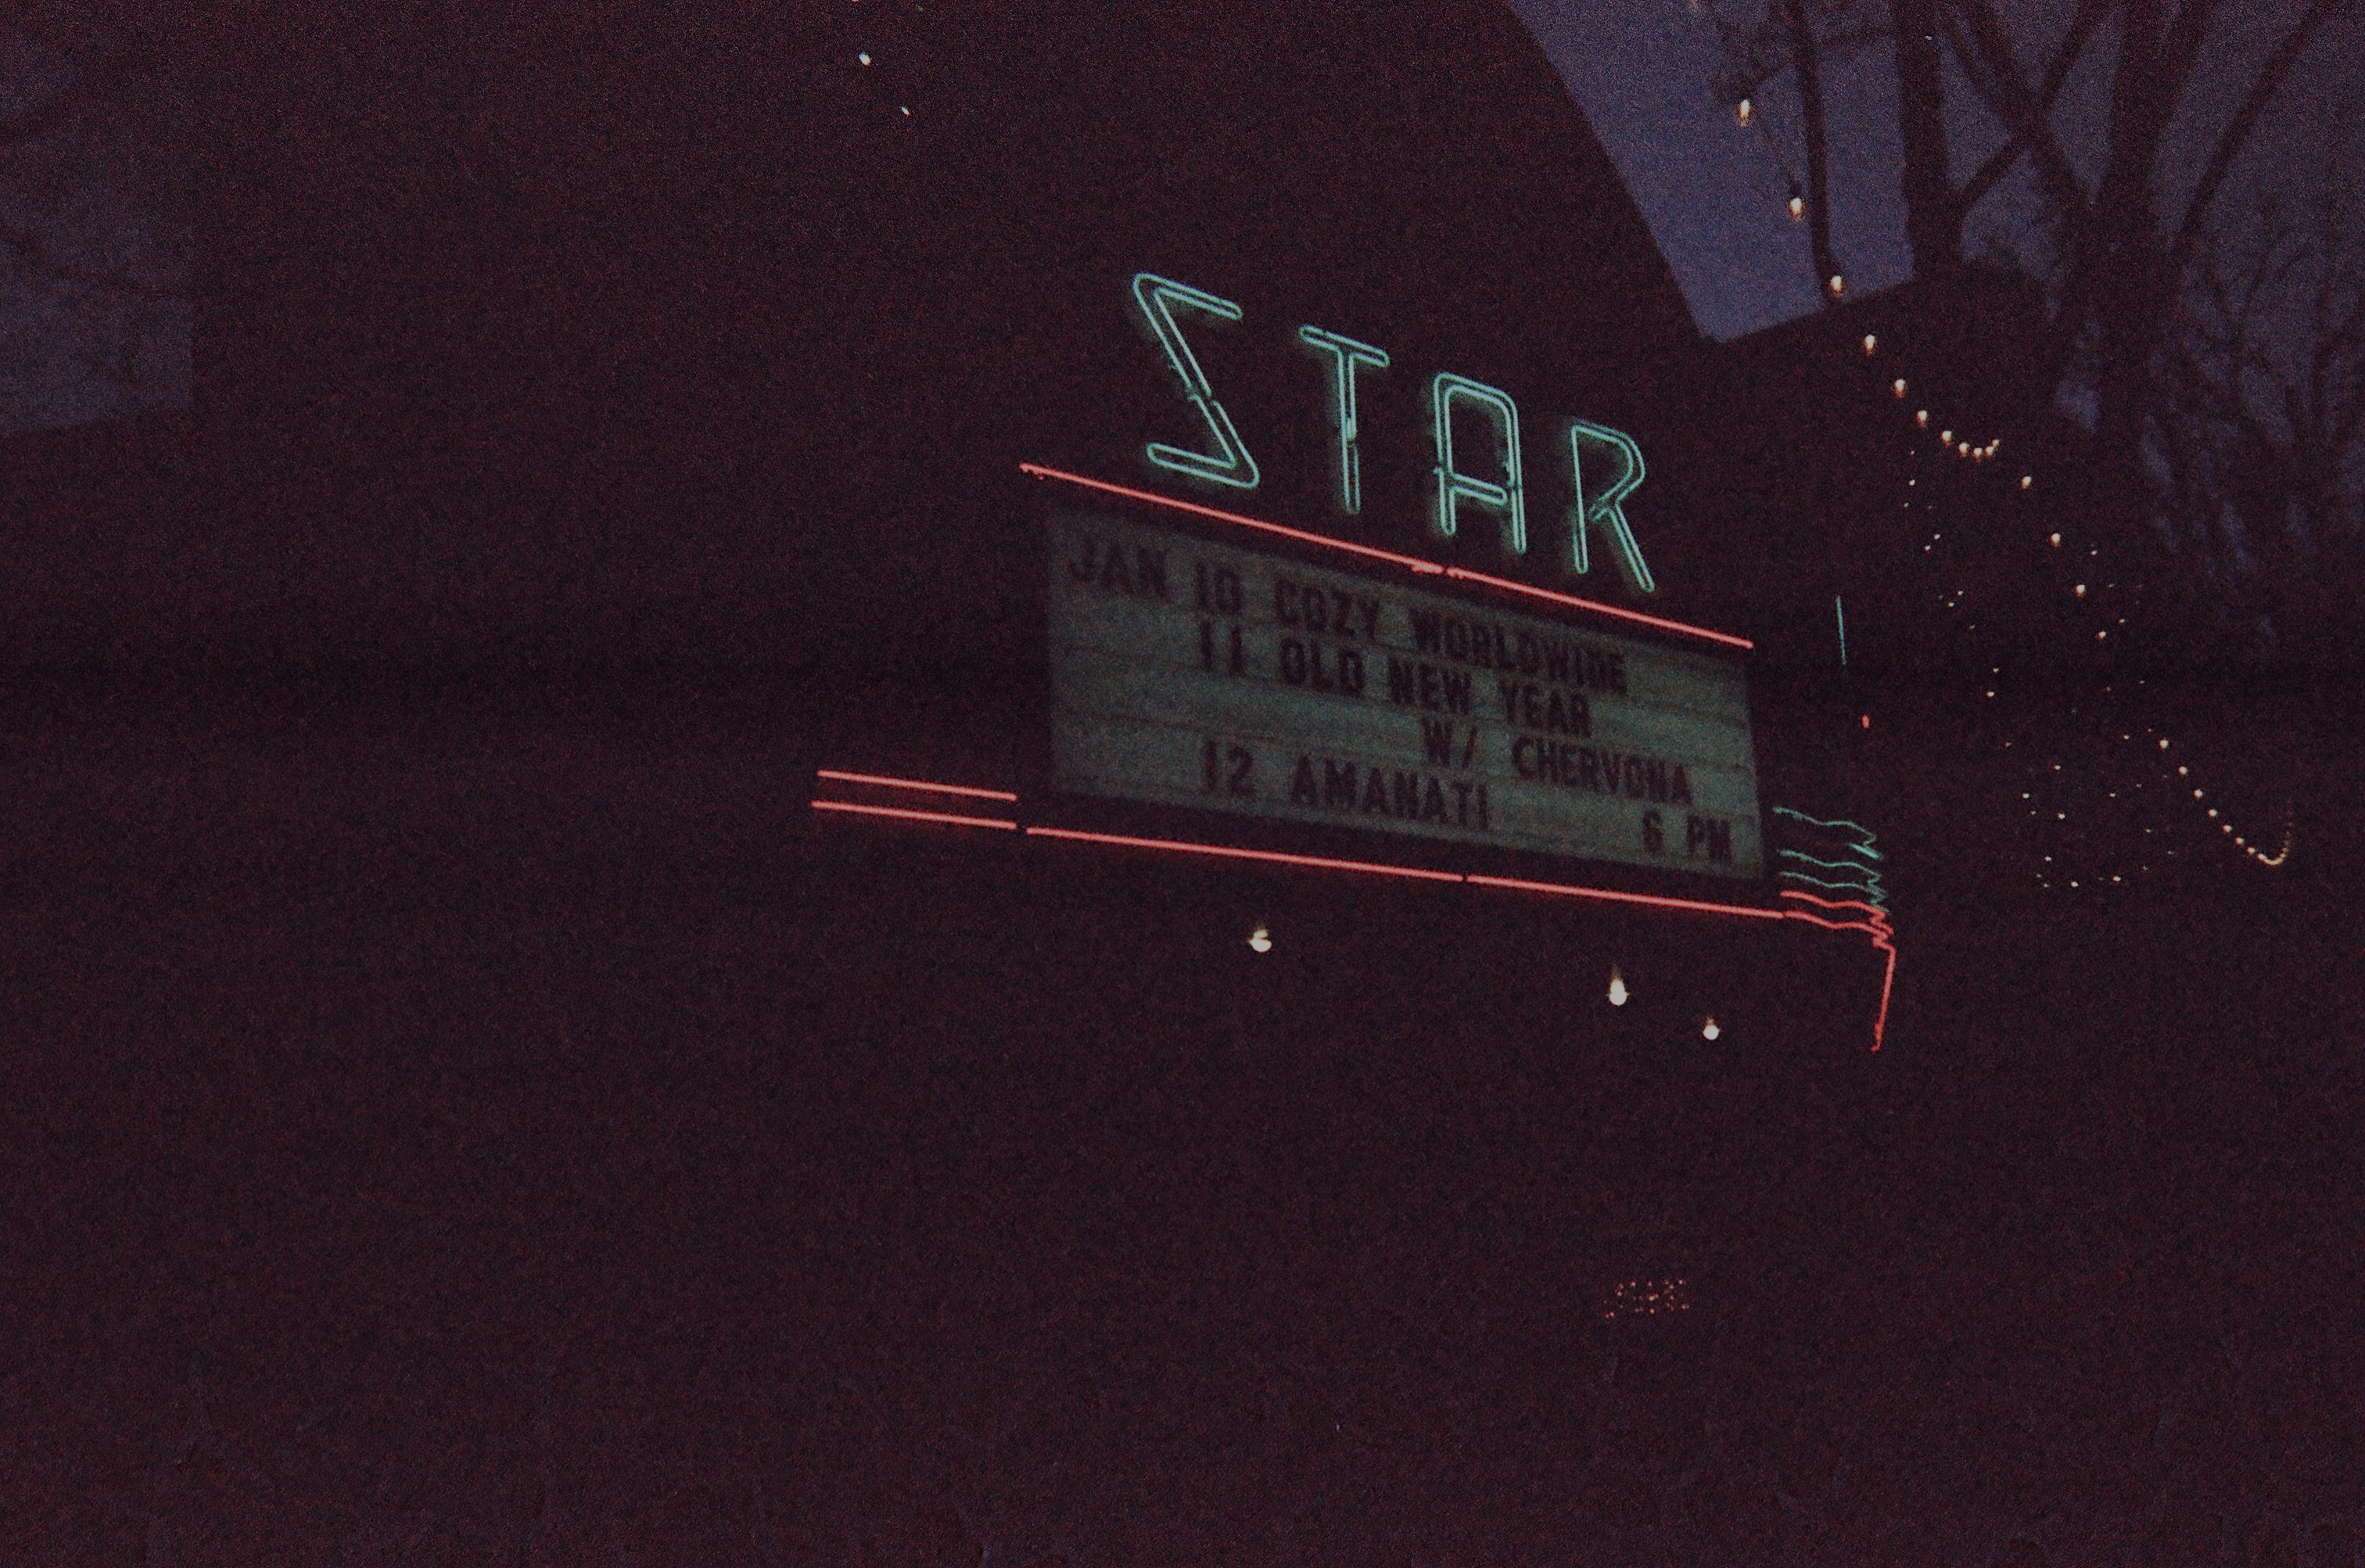 STAR
JAN 10 COZY WORLDWIDE
11 OLD NEW YEAR
W/ CHERVONA
12 AMANATI 6 PM